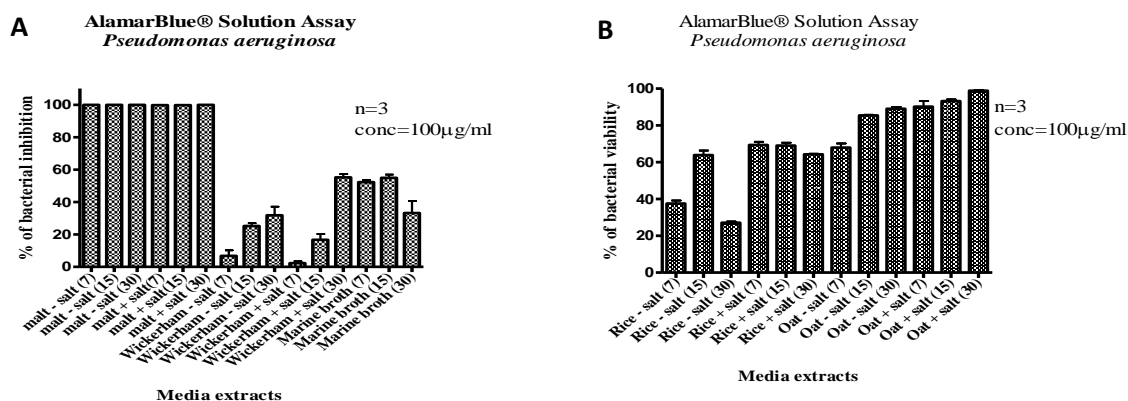 A
AlamarBlue® Solution Assay
Pseudomonas aeruginosa
% of bacterial inhibition
100
80
60
40
20
0
n=3
conc=100μg/ml
malt - salt (7)
malt - salt (15)
malt - salt (30)
malt + salt(7)
malt + salt(15)
malt + salt (30)
Wickerham - salt (7)
Wickerham - salt (15)
Wickerham - salt (30)
Wickerham + salt (7)
Wickerham + salt (15)
Wickerham + salt (30)
Marine broth (7)
Marine broth (15)
Marine broth (30)
Media extracts
B
AlamarBlue® Solution Assay
Pseudomonas aeruginosa
% of bacterial viability
100
80
60
40
20
0
n=3
conc=100μg/ml
Rice - salt (7)
Rice - salt (15)
Rice - salt (30)
Rice + salt (7)
Rice + salt (15)
Rice + salt (30)
Oat - salt (7)
Oat - salt (15)
Oat - salt (30)
Oat + salt (7)
Oat + salt (15)
Oat + salt (30)
Media extracts